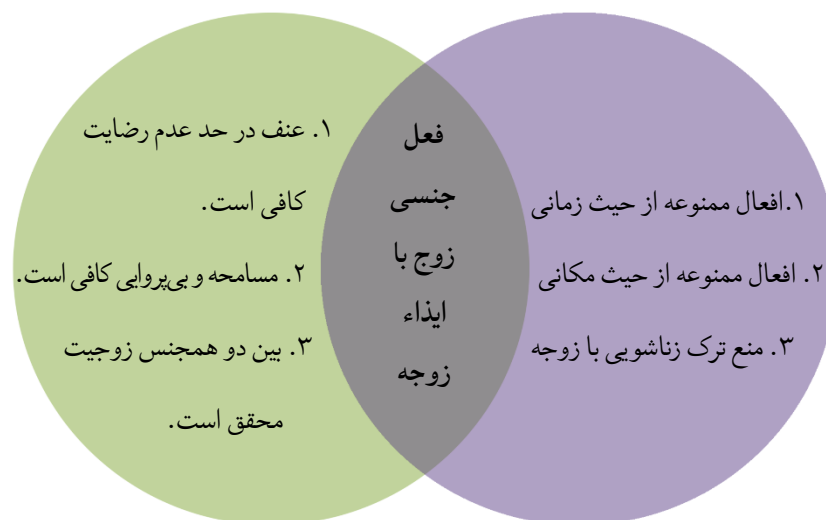 ۱.افعال ممنوعه از حیث زمانی
۲. افعال ممنوعه از حیث مکانی
۳. منع ترک زناشویی با زوجه
فعل
جنسی
زوج با
ایذاء
زوجه
۱. عنف در حد عدم رضایت
کافی است.
۲. مسامحه و بی‌پروایی کافی است.
۳. بین دو همجنس زوجیت
محقق است.